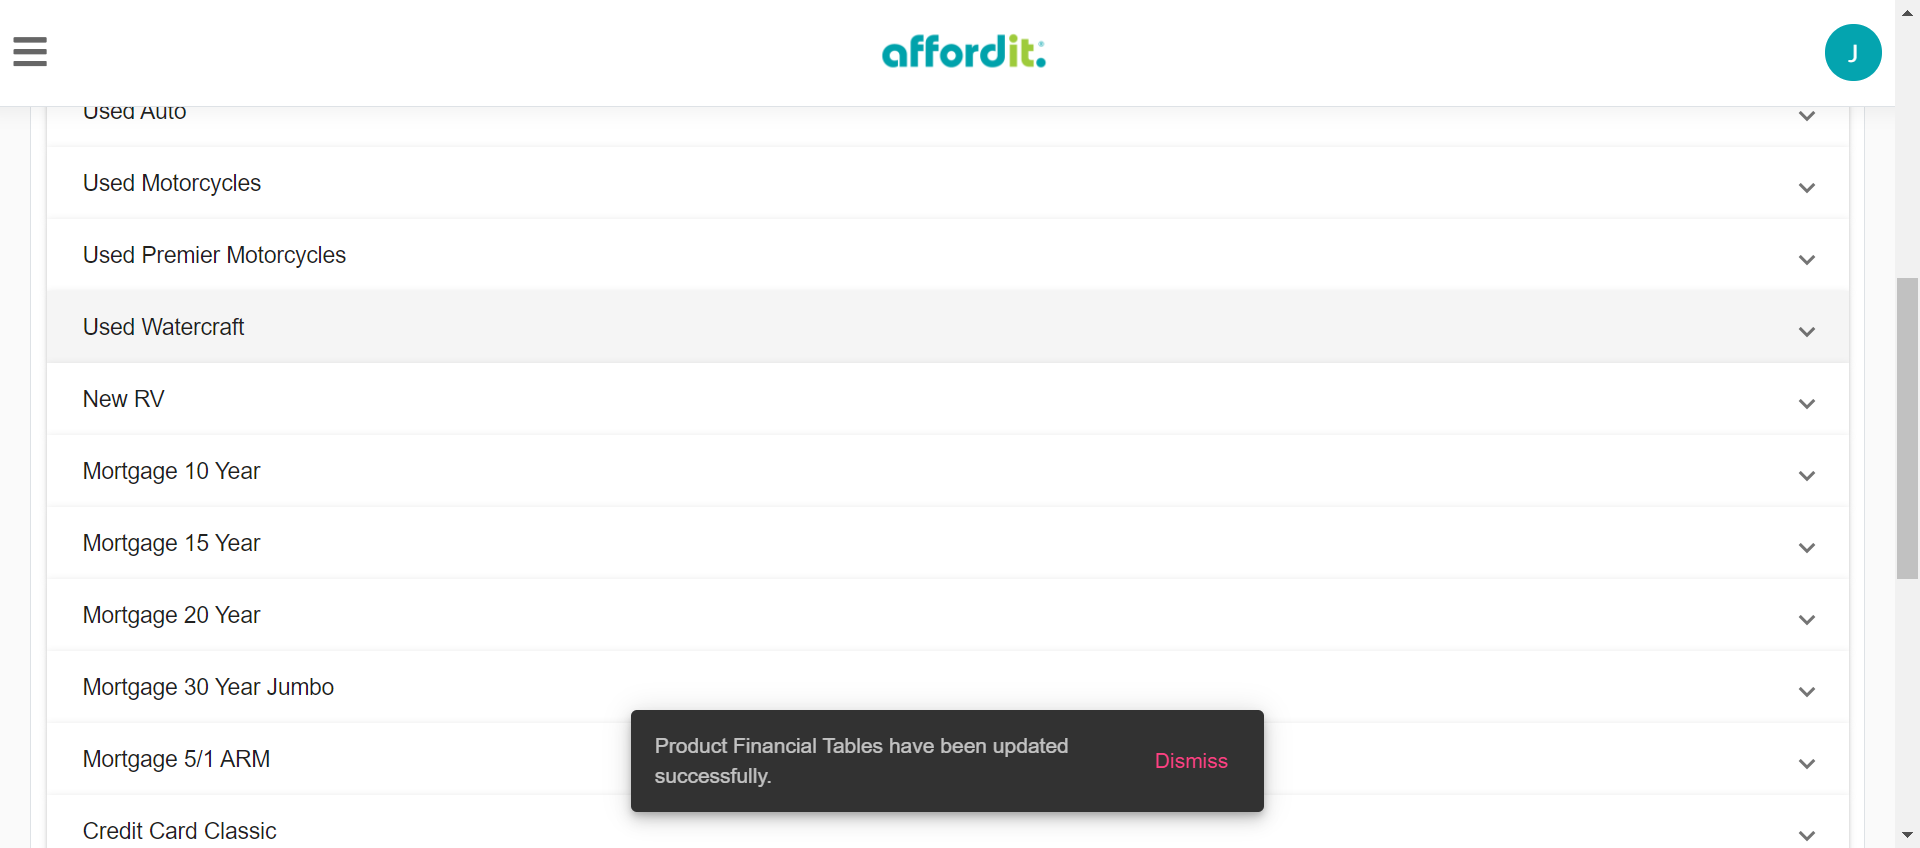 affordit:
J
Used Auto
Used Motorcycles
Used Premier Motorcycles
Used Watercraft
New RV
Mortgage 10 Year
Mortgage 15 Year
Mortgage 20 Year
Mortgage 30 Year Jumbo
Mortgage 5/1 ARM
Product Financial Tables have been updated
successfully.
Dismiss
Credit Card Classic